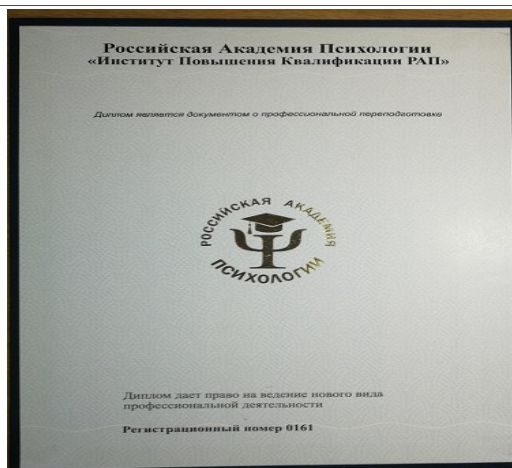 Российская Академия Психологии
«Институт Повышения Квалификации РАП»
Диплом является документом о профессиональной переподготовке
РОССИЙСКАЯ АКАДЕМИЯ
ПСИХОЛОГИИ
Диплом дает право на ведение нового вида
профессиональной деятельности
Регистрационный номер 0161